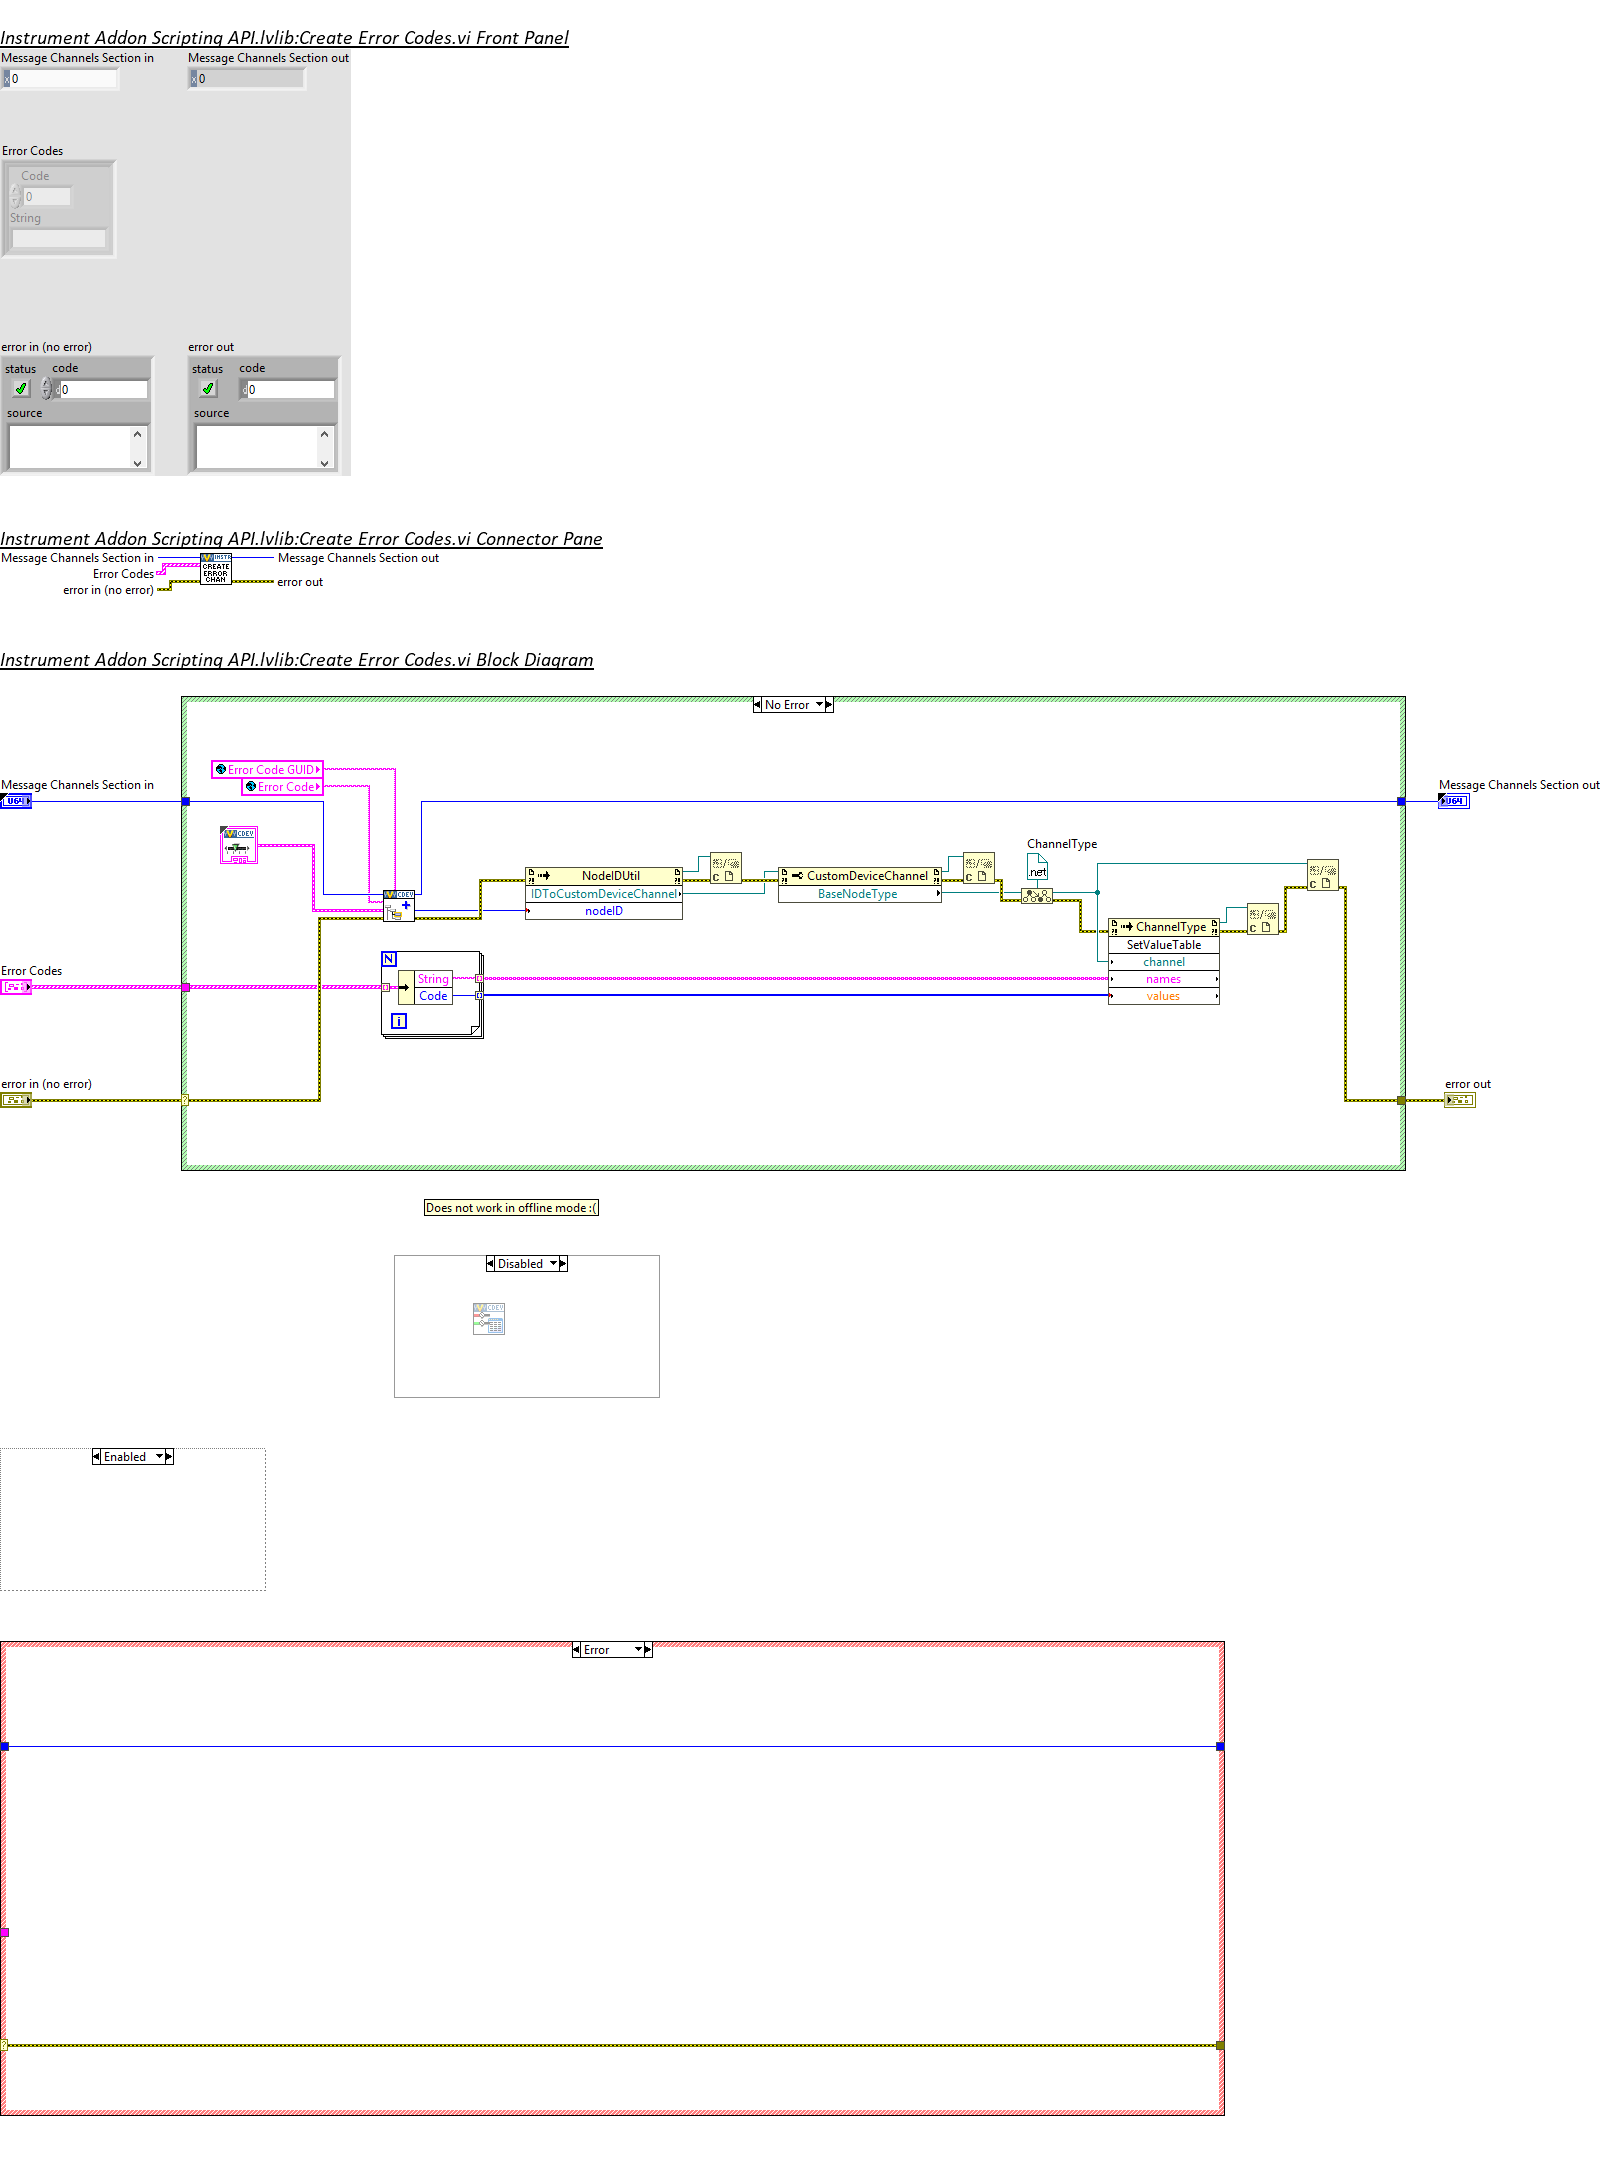 Instrument Addon Scripting API.lvlib:Create Error Codes.vi Front Panel
Message Channels Section in
Message Channels Section out
x 0
x 0
Error Codes
Code
0
String
error in (no error)
error out
status code
status code
d 0
d 0
source
source
Instrument Addon Scripting API.lvlib:Create Error Codes.vi Connector Pane
Message Channels Section in
INSTR
CREATE
ERROR
CHAN
Message Channels Section out
Error Codes
error in (no error)
error out
Instrument Addon Scripting API.lvlib:Create Error Codes.vi Block Diagram
No Error
Error Code GUID
Error Code
Message Channels Section in
U64
Message Channels Section out
U64
CDEV
ChannelType
.net
NodeIDUtil
IDToCustomDeviceChannel
nodeID
C
CustomDeviceChannel
BaseNodeType
C
C
CDEV
C
ChannelType
SetValueTable
channel
names
values
N
String
Code
i
Error Codes
error in (no error)
?
error out
Does not work in offline mode :(
Disabled
CDEV
Enabled
Error
?